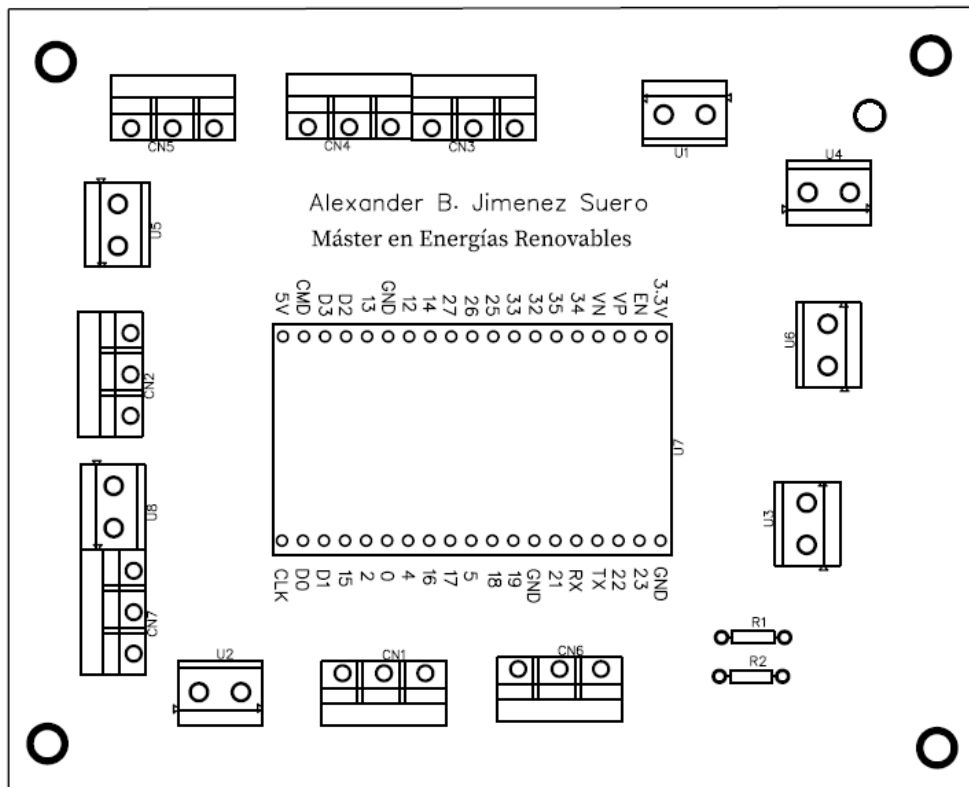 CN5
CN4
CN3
U1
U4
Alexander B. Jimenez Suero
Máster en Energías Renovables
U5
5V CMD D3 D2 13 GND 12 14 27 26 25 33 32 35 34 VN VP EN 3.3V
U6
CN2
U7
U8
U3
CLK D0 D1 15 2 0 4 16 17 5 18 19 GND 21 RX TX 22 23 GND
CN7
R1
U2
CN1
CN6
R2